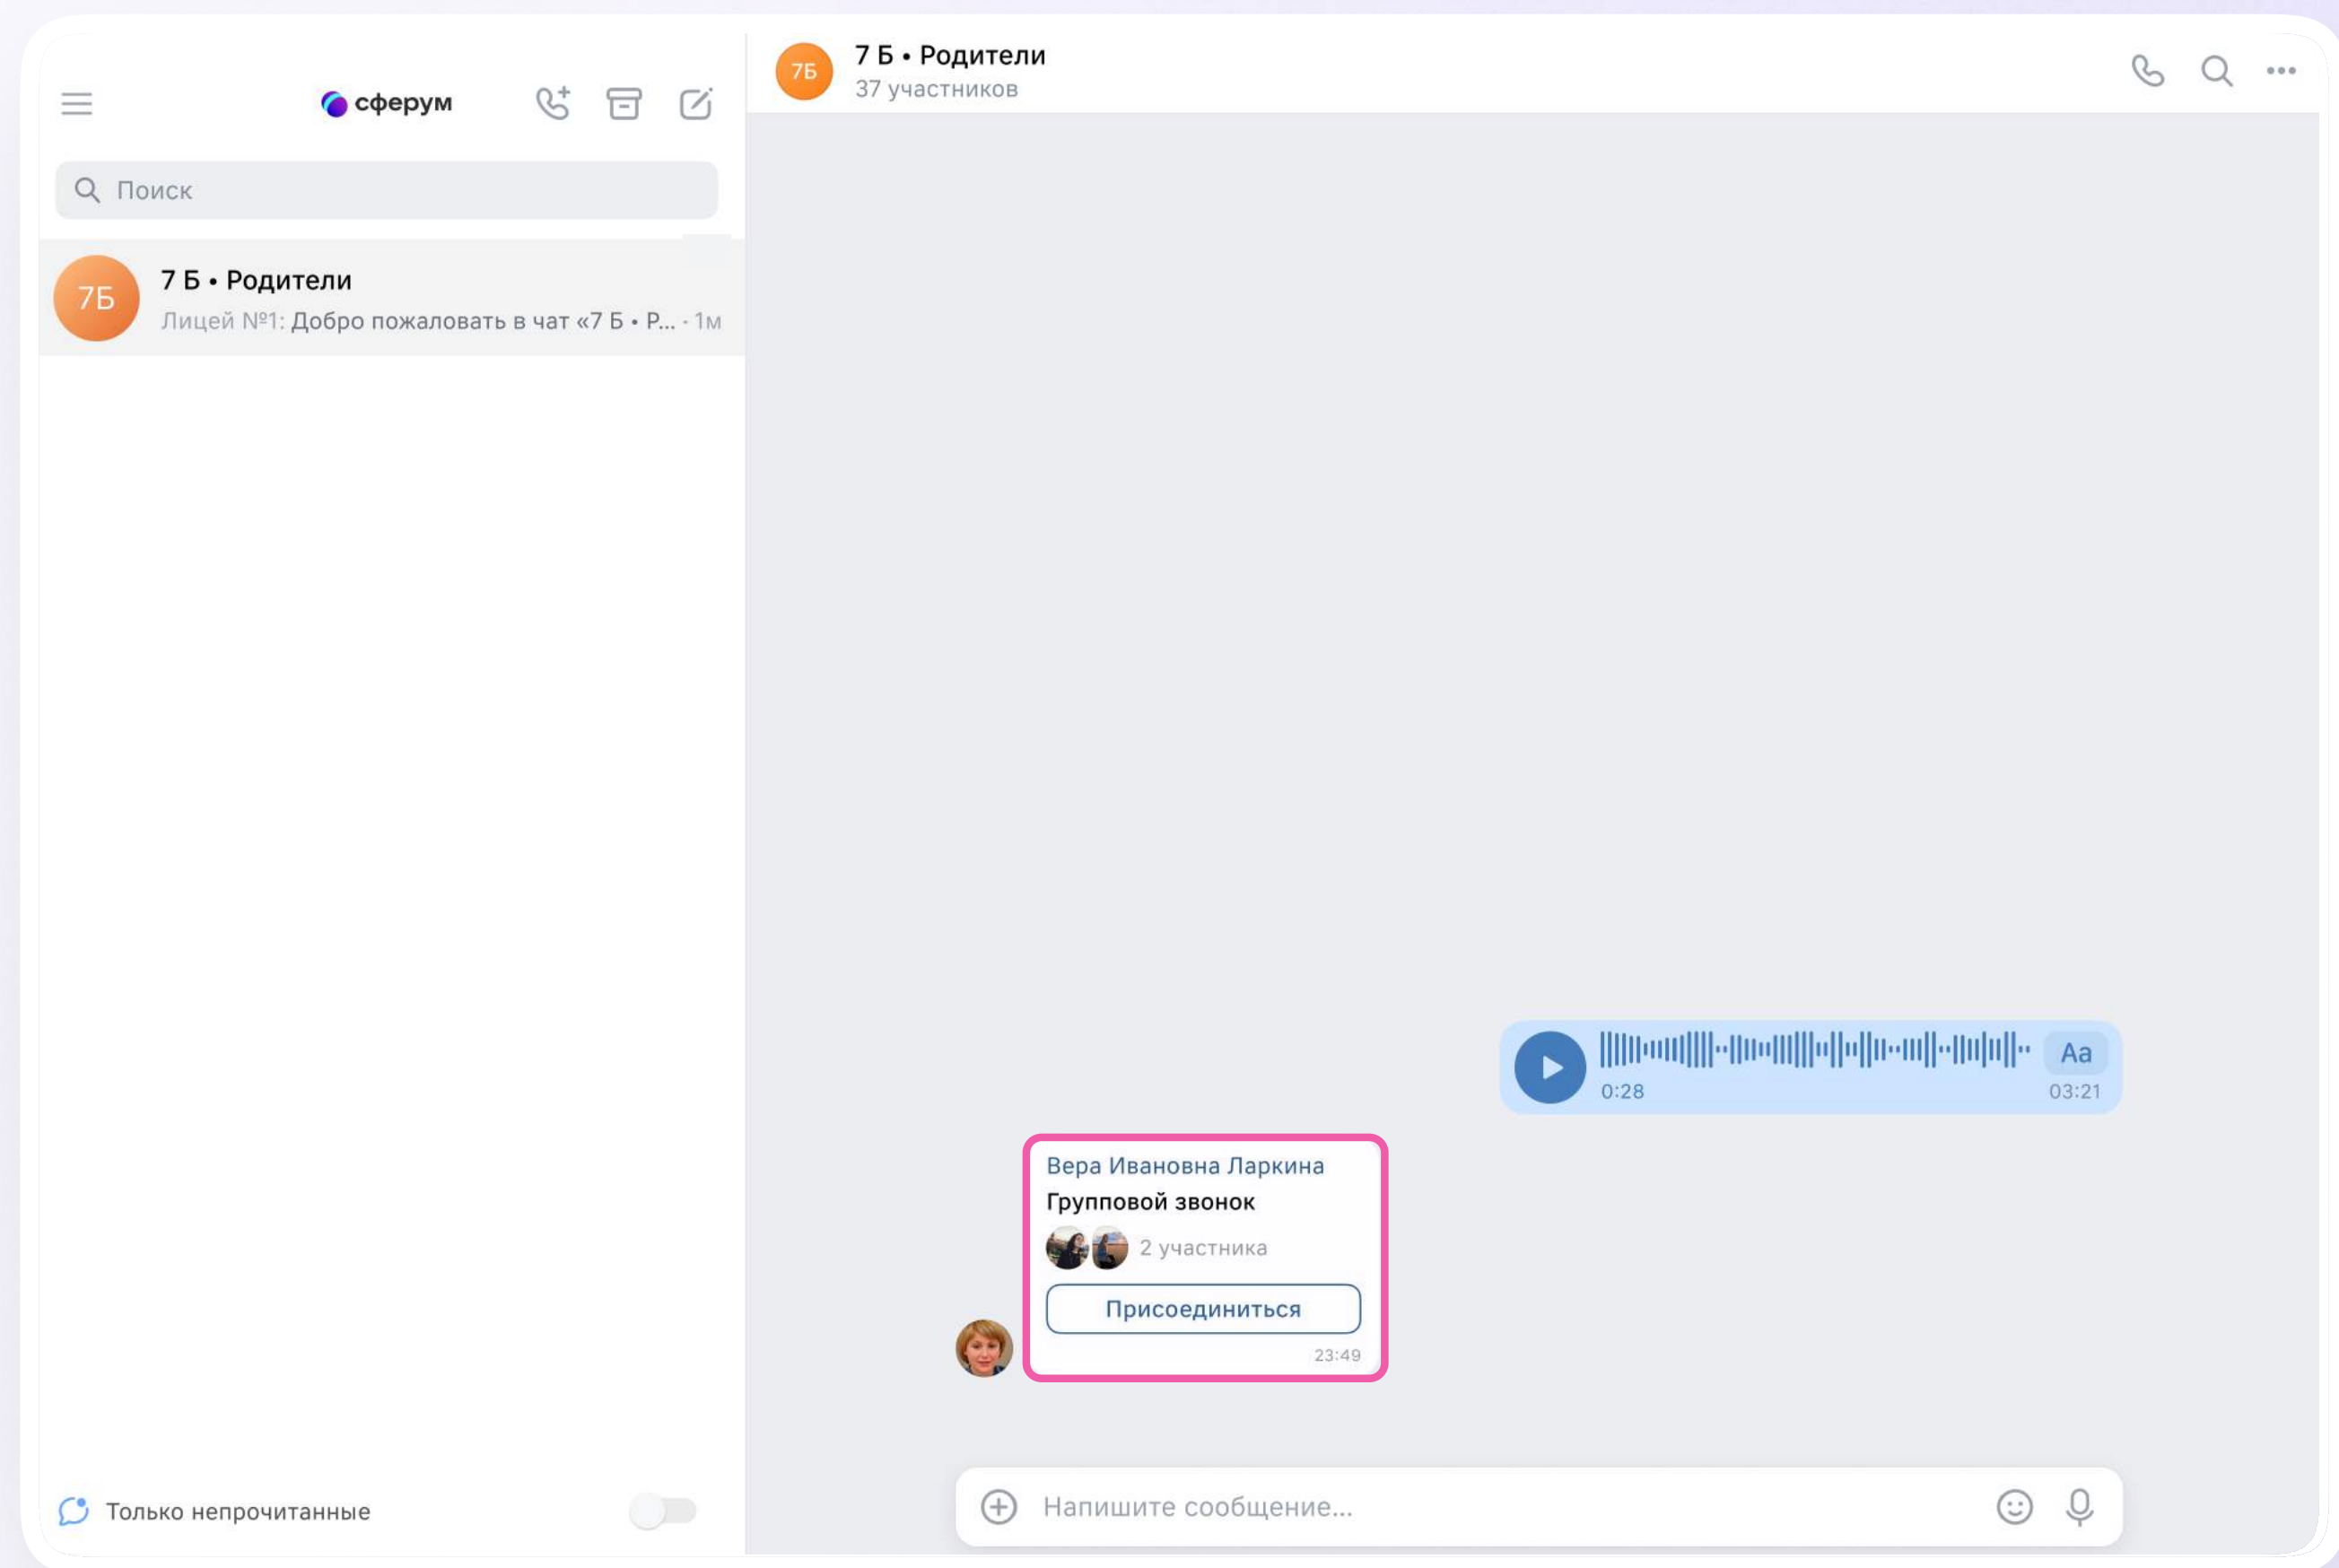 сферум
Поиск
7Б
7 Б • Родители
Лицей №1: Добро пожаловать в чат «7 Б • Р... · 1м
Только непрочитанные
7Б
7 Б • Родители
37 участников
0:28
Aa
03:21
Вера Ивановна Ларкина
Групповой звонок
2 участника
Присоединиться
23:49
Напишите сообщение...